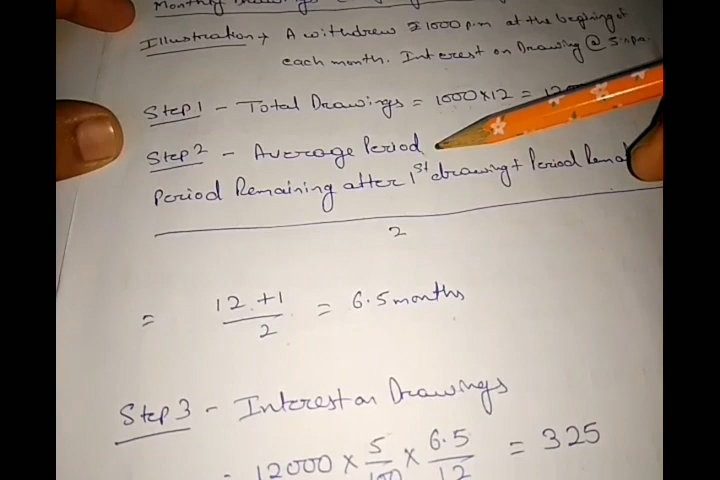 Monthly Drawings
Illustration → A withdrew ₹1000 p.m at the beginning of
each month. Interest on Drawing @ 5% p.a.
Step 1 - Total Drawings = 1000 × 12 =
Step 2 - Average Period
Period Remaining after 1st drawing + Period
2
= 12 + 1 / 2 = 6.5 months
Step 3 - Interest on Drawings
= 12000 × 5/100 × 6.5/12 = 325